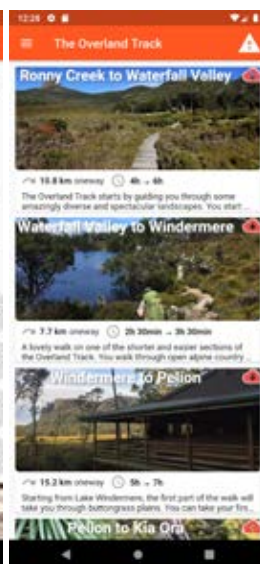 12:28
The Overland Track
Ronny Creek to Waterfall Valley
10.8 km oneway 4h - 6h
The Overland Track starts by guiding you through some
amazingly diverse and spectacular landscapes. You start ...
Waterfall Valley to Windermere
7.7 km oneway 2h 30min - 3h 30min
A lovely walk on one of the shorter and easier sections of
the Overland Track. You walk through open alpine country ...
Windermere to Pelion
15.2 km oneway 5h - 7h
Starting from Lake Windermere, the first part of the walk will
take you through buttongrass plains. You can take your firs...
Pelion to Kia Ora